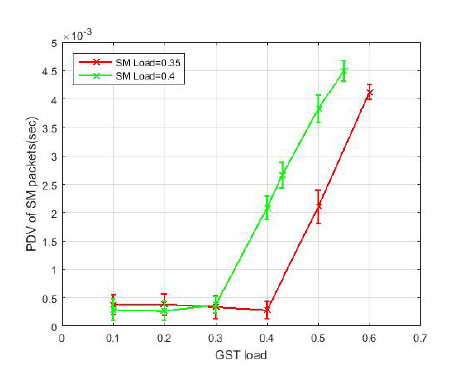 ×10⁻³
5
4.5
4
3.5
3
2.5
2
1.5
1
0.5
0
PDV of SM packets(sec)
SM Load=0.35
SM Load=0.4
0 0.1 0.2 0.3 0.4 0.5 0.6 0.7
GST load